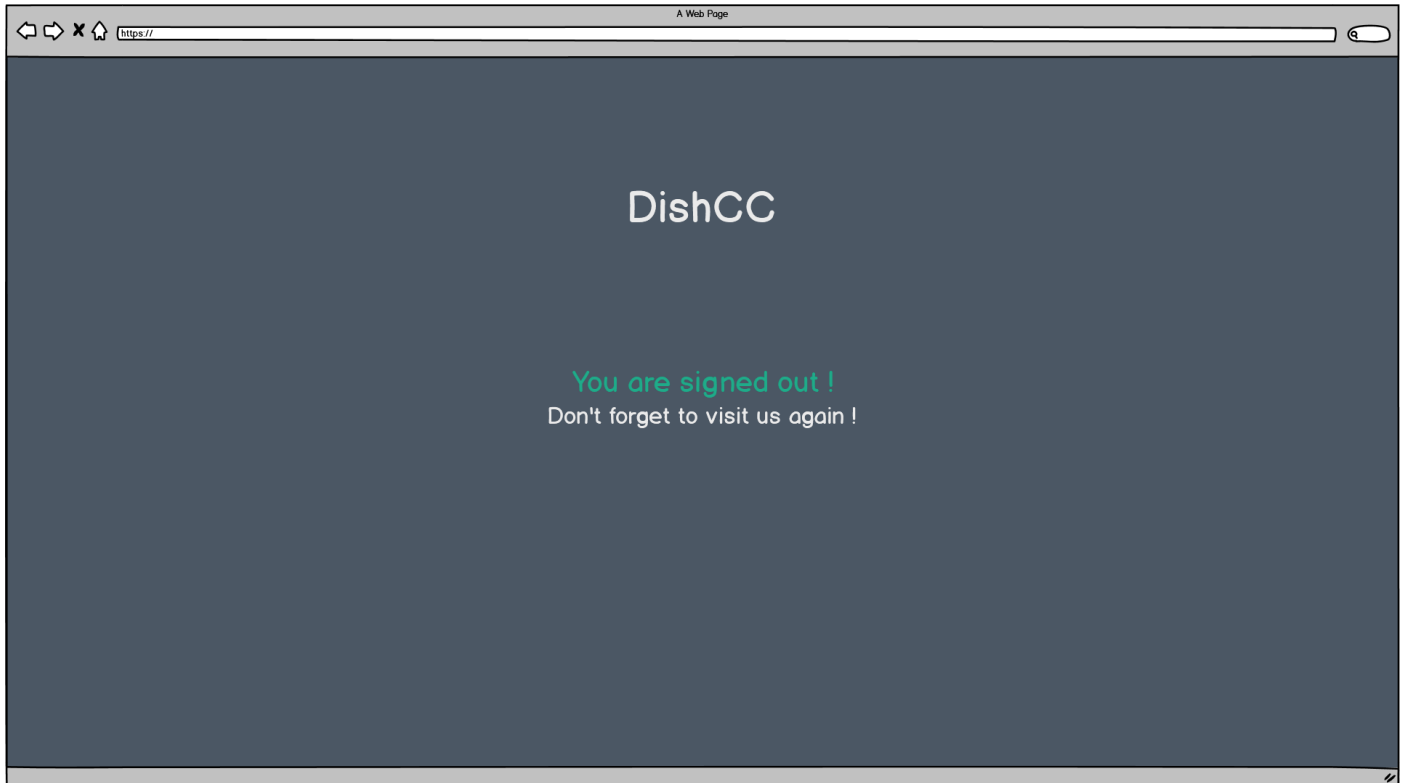 A Web Page
https://
DishCC
You are signed out !
Don't forget to visit us again !